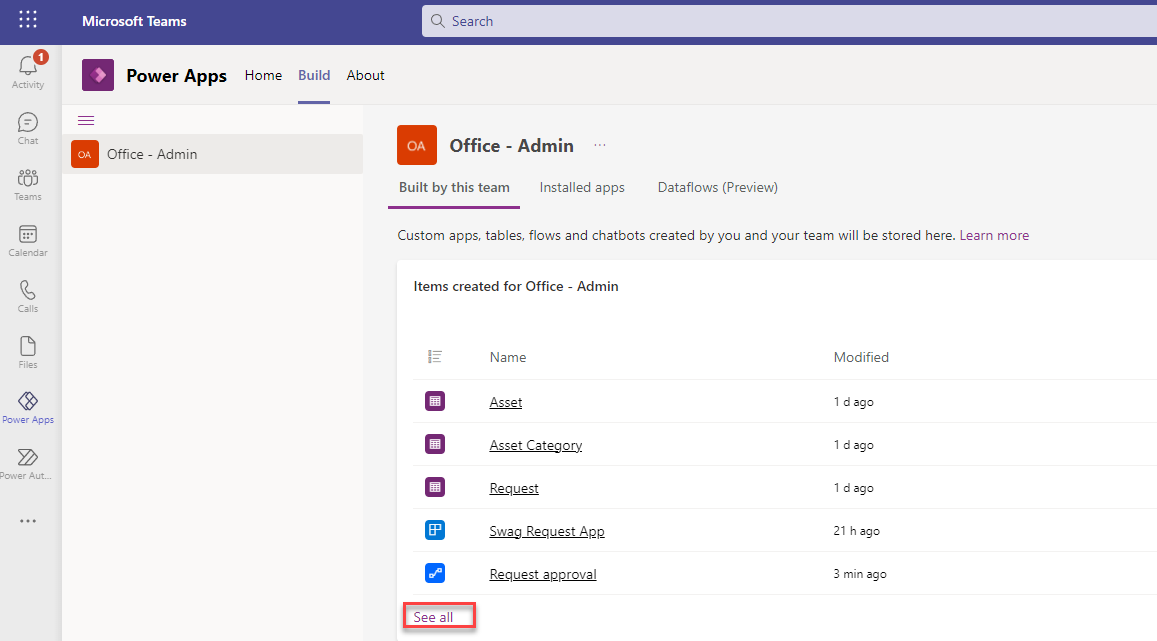 Microsoft Teams
Search
1
Activity
Chat
Teams
Calendar
Calls
Files
Power Apps
Power Aut...
Power Apps Home Build About
OA Office - Admin
OA Office - Admin ...
Built by this team Installed apps Dataflows (Preview)
Custom apps, tables, flows and chatbots created by you and your team will be stored here. Learn more
Items created for Office - Admin
Name Modified
Asset 1 d ago
Asset Category 1 d ago
Request 1 d ago
Swag Request App 21 h ago
Request approval 3 min ago
See all